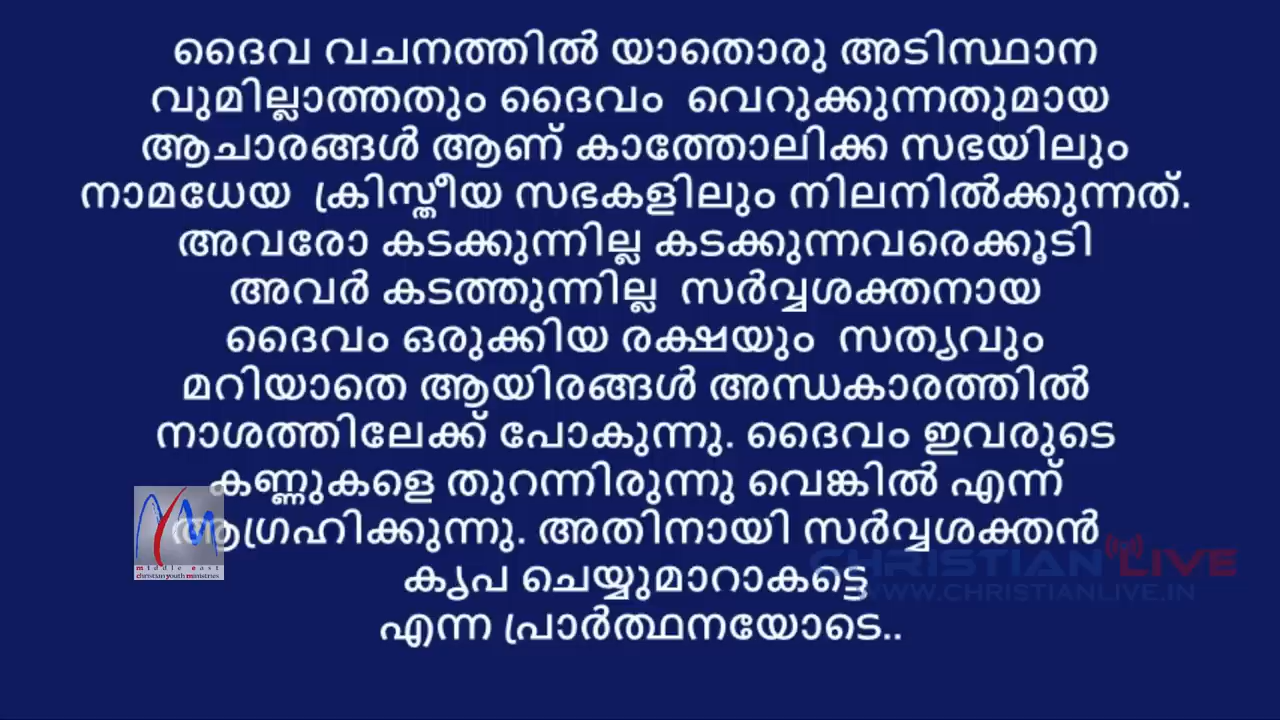 ദൈവ വചനത്തിൽ യാതൊരു അടിസ്ഥാന
വുമില്ലാത്തതും ദൈവം വെറുക്കുന്നതുമായ
ആചാരങ്ങൾ ആണ് കാത്തോലിക്ക സഭയിലും
നാമധേയ ക്രിസ്തീയ സഭകളിലും നിലനിൽക്കുന്നത്.
അവരോ കടക്കുന്നില്ല കടക്കുന്നവരെക്കൂടി
അവർ കടത്തുന്നില്ല സർവ്വശക്തനായ
ദൈവം ഒരുക്കിയ രക്ഷയും സത്യവും
മറിയാതെ ആയിരങ്ങൾ അന്ധകാരത്തിൽ
നാശത്തിലേക്ക് പോകുന്നു. ദൈവം ഇവരുടെ
കണ്ണുകളെ തുറന്നിരുന്നു വെങ്കിൽ എന്ന്
ആഗ്രഹിക്കുന്നു. അതിനായി സർവ്വശക്തൻ
കൃപ ചെയ്യുമാറാകട്ടെ
എന്ന പ്രാർത്ഥനയോടെ..
middle east
christian youth ministries
CHRISTIAN LIVE
WWW.CHRISTIANLIVE.IN